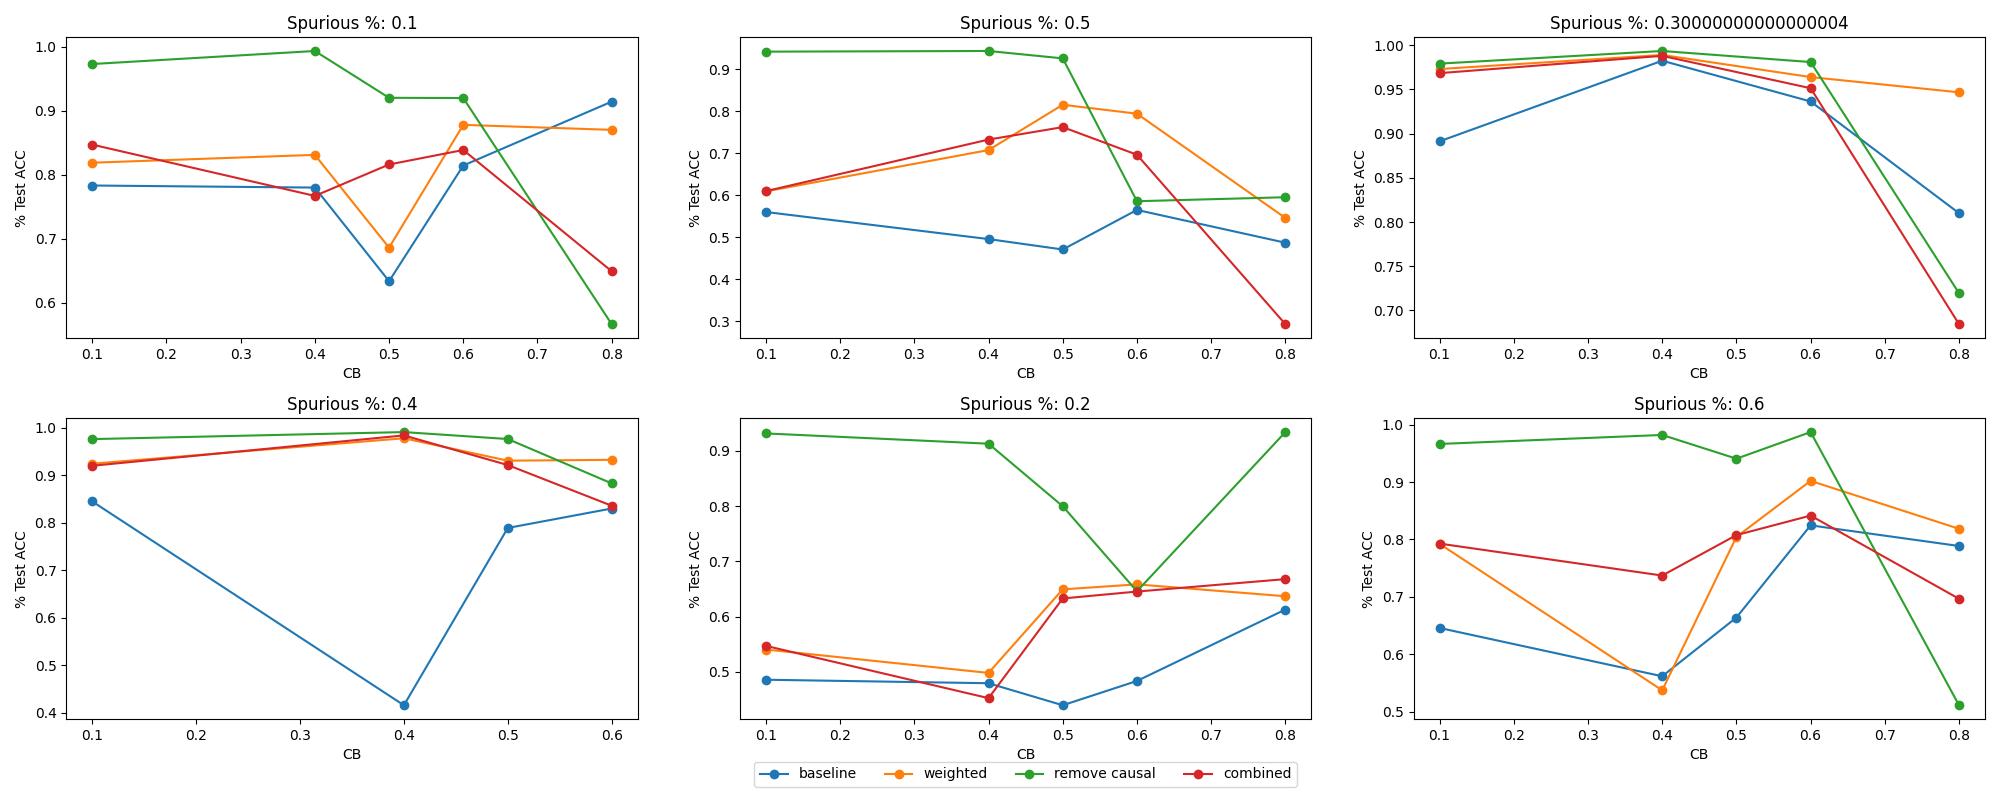 Spurious %: 0.1
% Test ACC
1.0
0.9
0.8
0.7
0.6
0.1 0.2 0.3 0.4 0.5 0.6 0.7 0.8
CB
Spurious %: 0.5
% Test ACC
0.9
0.8
0.7
0.6
0.5
0.4
0.3
0.1 0.2 0.3 0.4 0.5 0.6 0.7 0.8
CB
Spurious %: 0.30000000000000004
% Test ACC
1.00
0.95
0.90
0.85
0.80
0.75
0.70
0.1 0.2 0.3 0.4 0.5 0.6 0.7 0.8
CB
Spurious %: 0.4
% Test ACC
1.0
0.9
0.8
0.7
0.6
0.5
0.4
0.1 0.2 0.3 0.4 0.5 0.6
CB
Spurious %: 0.2
% Test ACC
0.9
0.8
0.7
0.6
0.5
0.1 0.2 0.3 0.4 0.5 0.6 0.7 0.8
CB
Spurious %: 0.6
% Test ACC
1.0
0.9
0.8
0.7
0.6
0.5
0.1 0.2 0.3 0.4 0.5 0.6 0.7 0.8
CB
baseline weighted remove causal combined